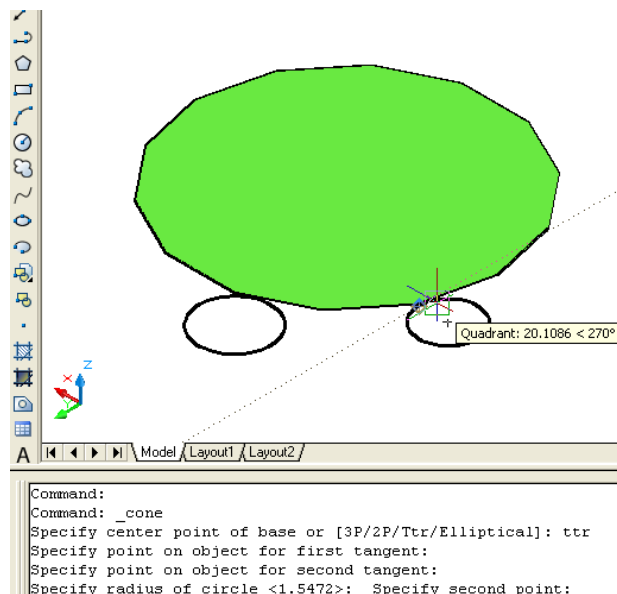 Quadrant: 20.1086 < 270°
Z
X
Y
A
Model Layout1 Layout2
Command:
Command: _cone
Specify center point of base or [3P/2P/Ttr/Elliptical]: ttr
Specify point on object for first tangent:
Specify point on object for second tangent:
Specify radius of circle <1.5472>: Specify second point: